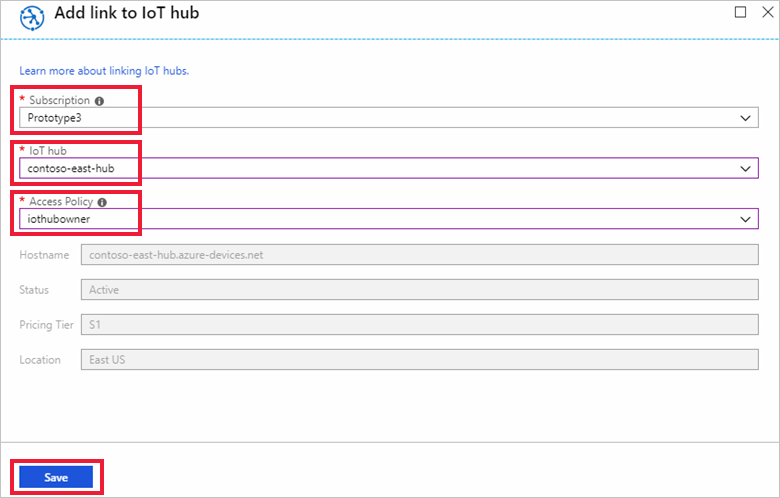 Add link to IoT hub
Learn more about linking IoT hubs.
* Subscription
Prototype3
* IoT hub
contoso-east-hub
* Access Policy
iothubowner
Hostname contoso-east-hub.azure-devices.net
Status Active
Pricing Tier S1
Location East US
Save